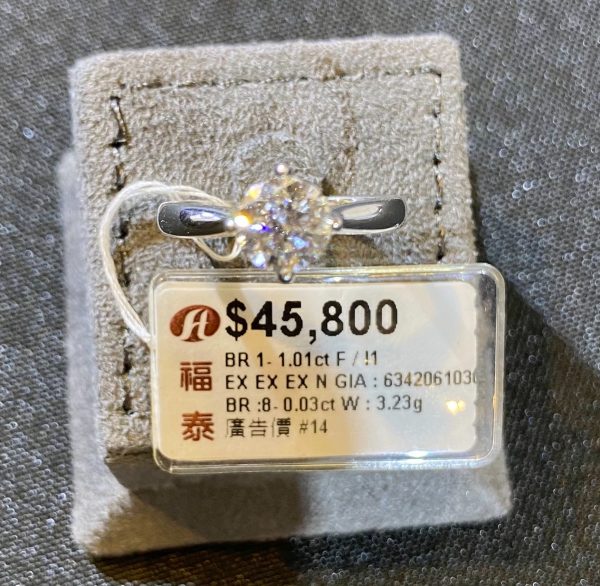 $45,800
福泰
BR 1- 1.01ct F / I1
EX EX EX N GIA : 634206103
BR :8- 0.03ct W : 3.23g
廣告價 #14